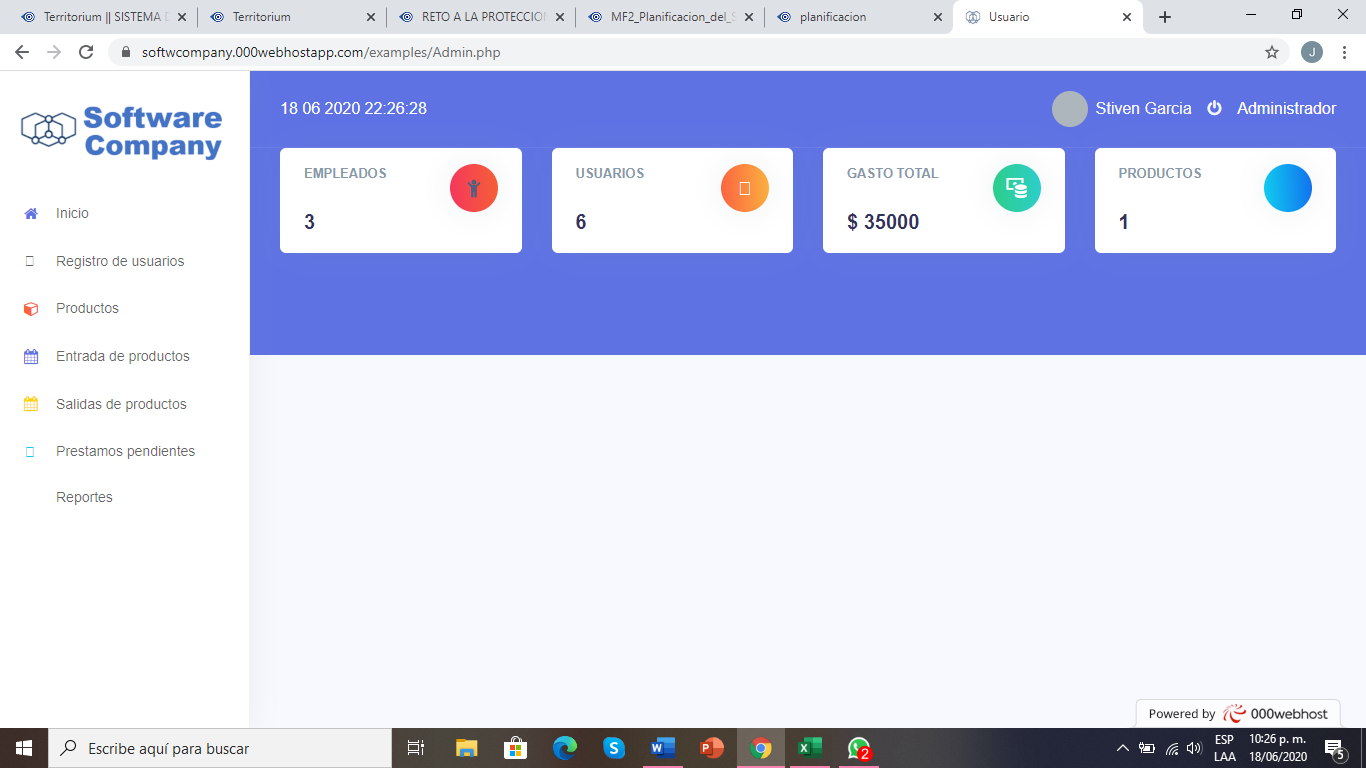 Territorium || SISTEMA D
Territorium
RETO A LA PROTECCION
MF2_Planificacion_del_S
planificacion
Usuario
softwcompany.000webhostapp.com/examples/Admin.php
J
Software
Company
18 06 2020 22:26:28
Stiven Garcia
Administrador
EMPLEADOS
3
USUARIOS
6
GASTO TOTAL
$ 35000
PRODUCTOS
1
Inicio
Registro de usuarios
Productos
Entrada de productos
Salidas de productos
Prestamos pendientes
Reportes
Powered by 000webhost
Escribe aquí para buscar
2
ESP
LAA
10:26 p. m.
18/06/2020
5